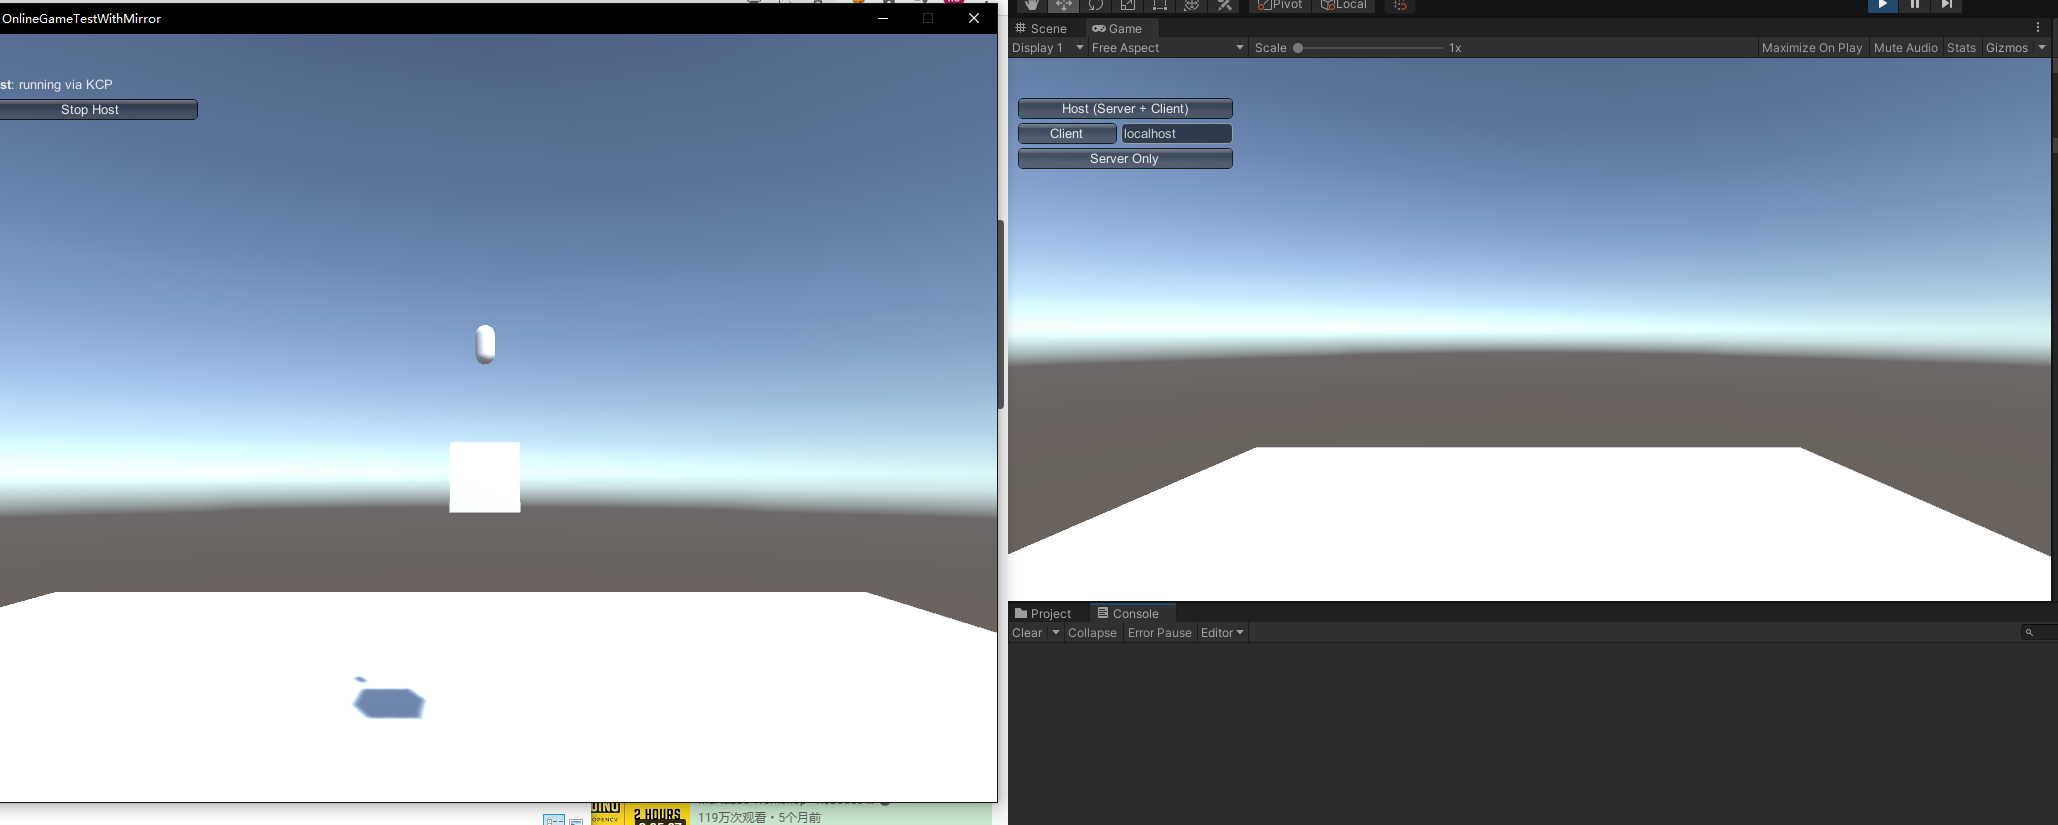 OnlineGameTestWithMirror
st: running via KCP
Stop Host
Pivot
Local
Scene
Game
Display 1
Free Aspect
Scale
1x
Maximize On Play
Mute Audio
Stats
Gizmos
Host (Server + Client)
Client
localhost
Server Only
Project
Console
Clear
Collapse
Error Pause
Editor
OPENCV
2 HOURS
119万次观看・5个月前